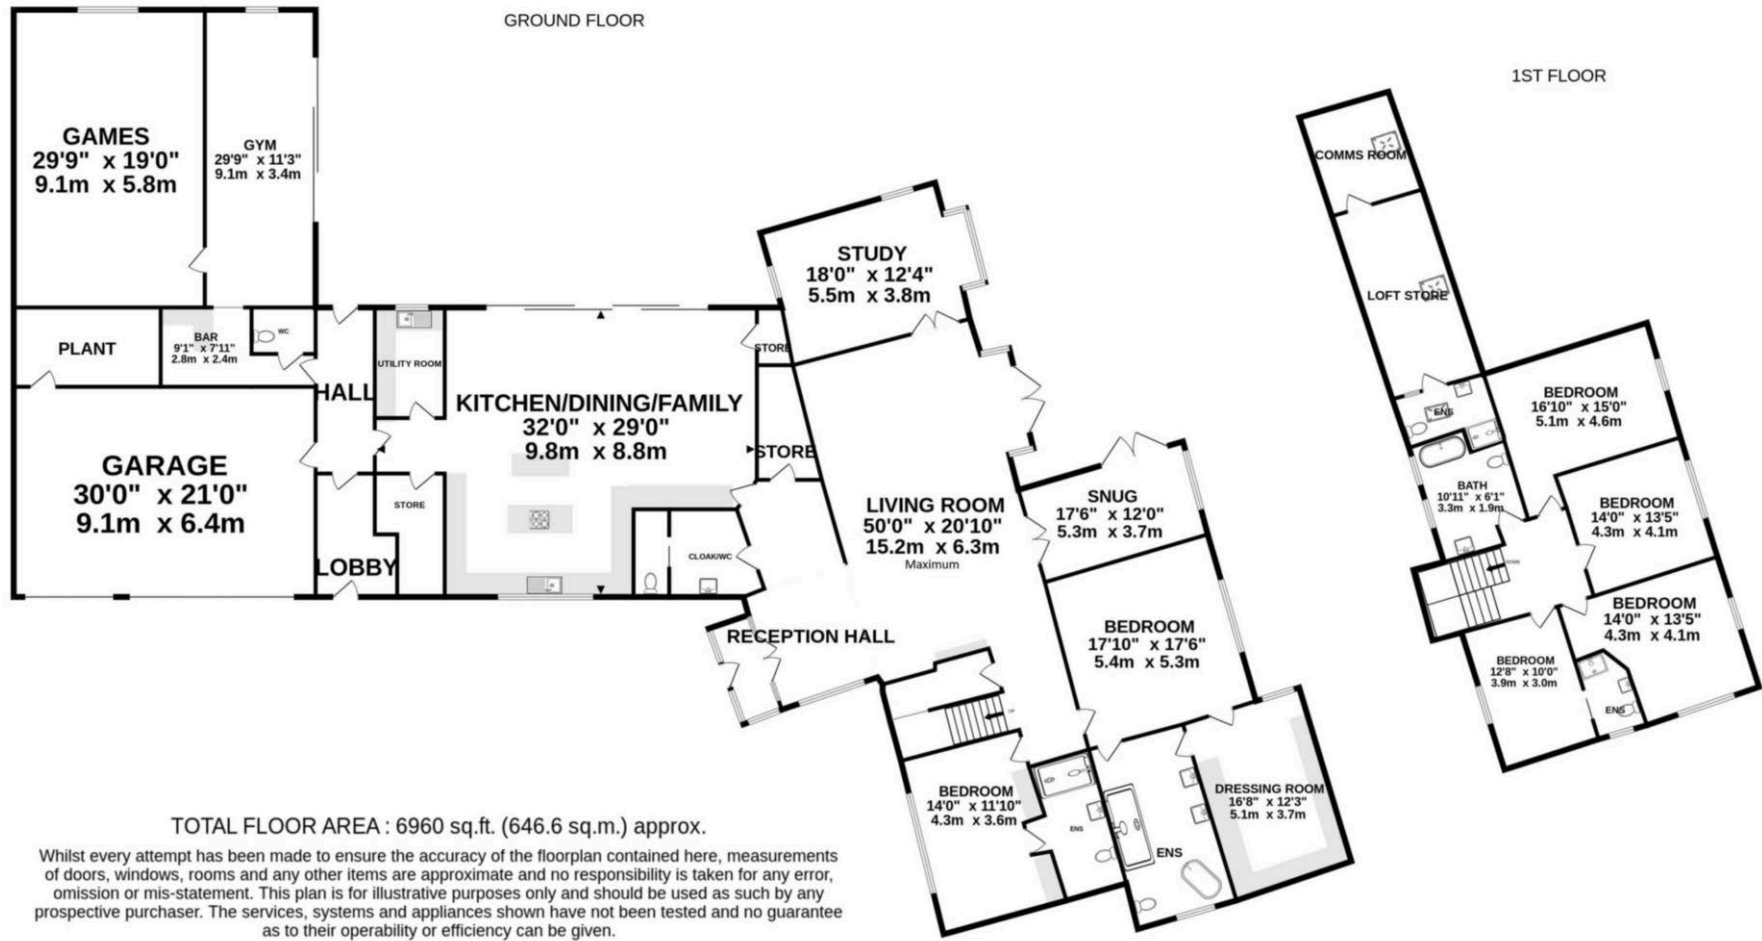 GROUND FLOOR
1ST FLOOR
GAMES
29'9" x 19'0"
9.1m x 5.8m
GYM
29'9" x 11'3"
9.1m x 3.4m
PLANT
BAR
9'1" x 7'11"
2.8m x 2.4m
WC
HALL
UTILITY ROOM
KITCHEN/DINING/FAMILY
32'0" x 29'0"
9.8m x 8.8m
STORE
STORE
STUDY
18'0" x 12'4"
5.5m x 3.8m
GARAGE
30'0" x 21'0"
9.1m x 6.4m
LOBBY
STORE
CLOAK/WC
LIVING ROOM
50'0" x 20'10"
15.2m x 6.3m
Maximum
SNUG
17'6" x 12'0"
5.3m x 3.7m
RECEPTION HALL
BEDROOM
17'10" x 17'6"
5.4m x 5.3m
UP
BEDROOM
14'0" x 11'10"
4.3m x 3.6m
ENS
ENS
DRESSING ROOM
16'8" x 12'3"
5.1m x 3.7m
COMMS ROOM
LOFT STORE
ENS
BEDROOM
16'10" x 15'0"
5.1m x 4.6m
BATH
10'11" x 6'1"
3.3m x 1.9m
BEDROOM
14'0" x 13'5"
4.3m x 4.1m
DOWN
BEDROOM
14'0" x 13'5"
4.3m x 4.1m
BEDROOM
12'8" x 10'0"
3.9m x 3.0m
ENS
TOTAL FLOOR AREA : 6960 sq.ft. (646.6 sq.m.) approx.
Whilst every attempt has been made to ensure the accuracy of the floorplan contained here, measurements
of doors, windows, rooms and any other items are approximate and no responsibility is taken for any error,
omission or mis-statement. This plan is for illustrative purposes only and should be used as such by any
prospective purchaser. The services, systems and appliances shown have not been tested and no guarantee
as to their operability or efficiency can be given.